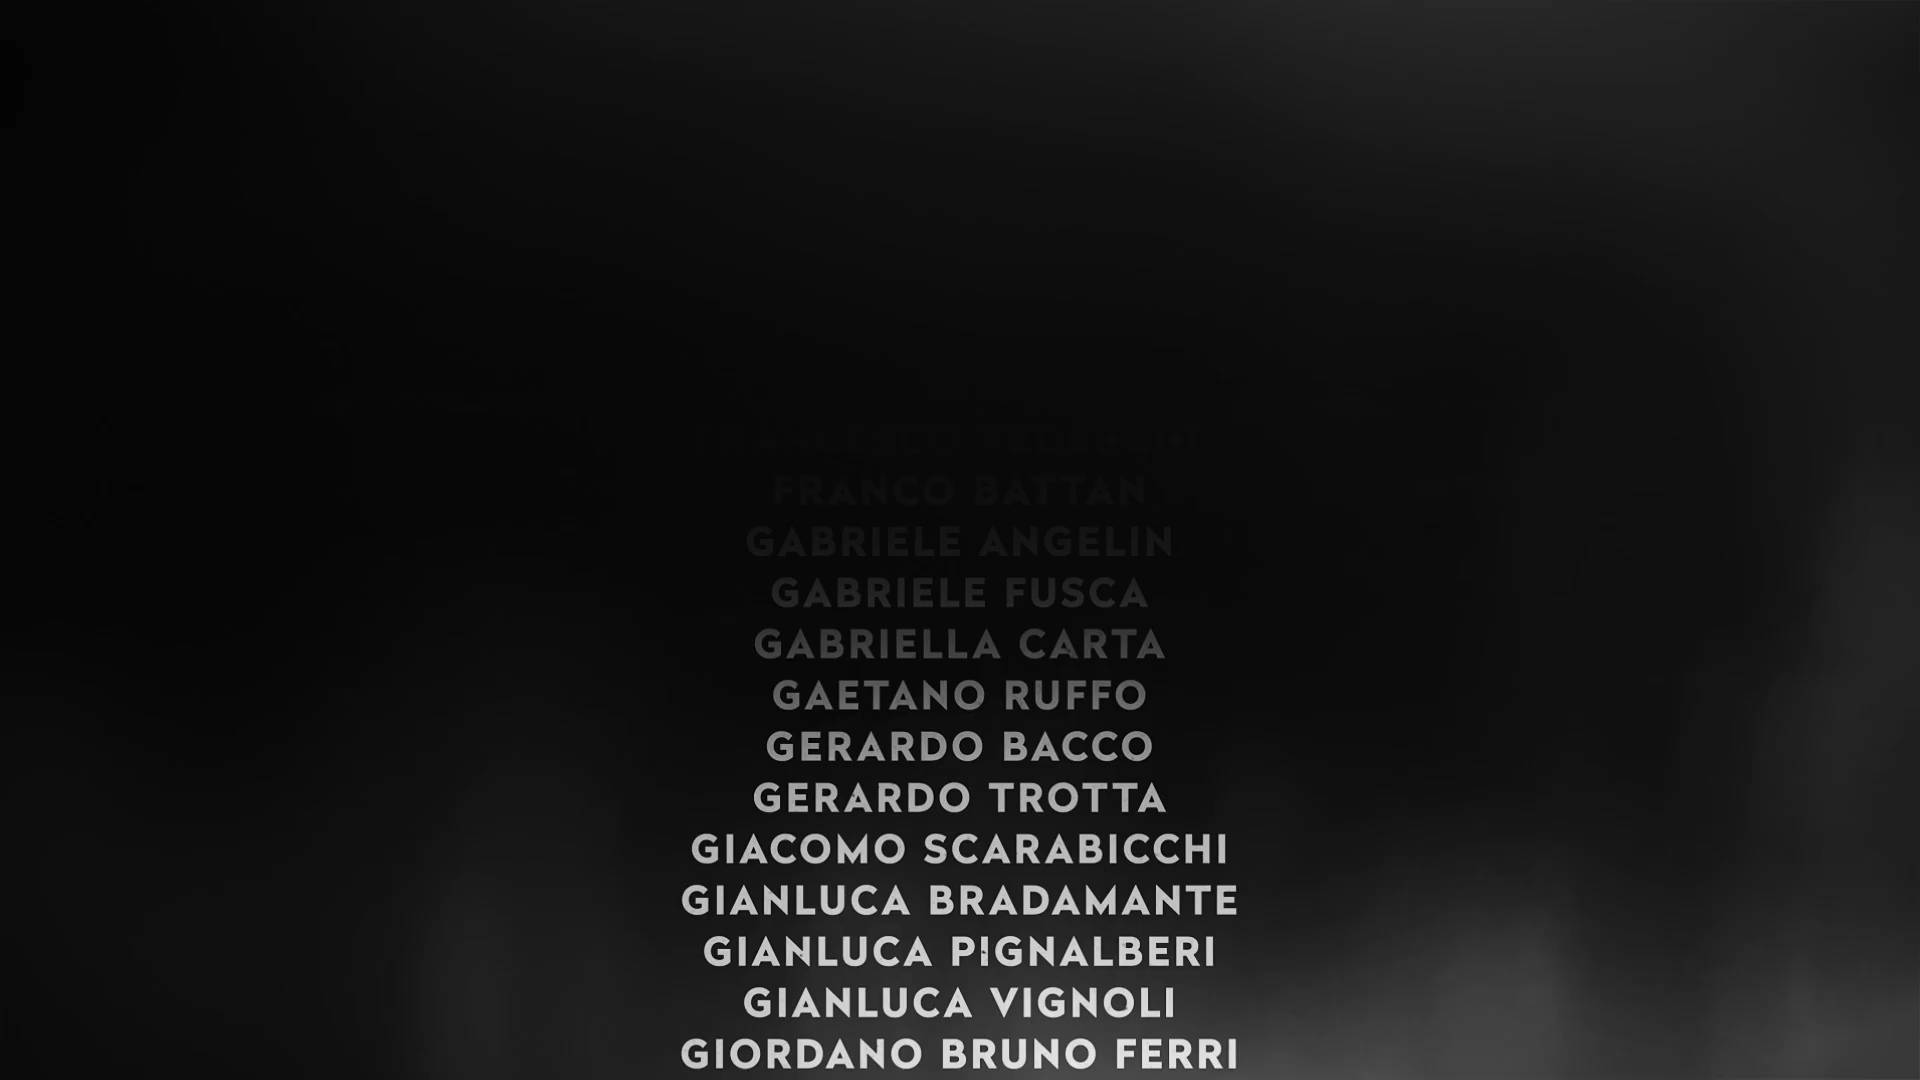 FRANCO BATTAN
GABRIELE ANGELIN
GABRIELE FUSCA
GABRIELLA CARTA
GAETANO RUFFO
GERARDO BACCO
GERARDO TROTTA
GIACOMO SCARABICCHI
GIANLUCA BRADAMANTE
GIANLUCA PIGNALBERI
GIANLUCA VIGNOLI
GIORDANO BRUNO FERRI